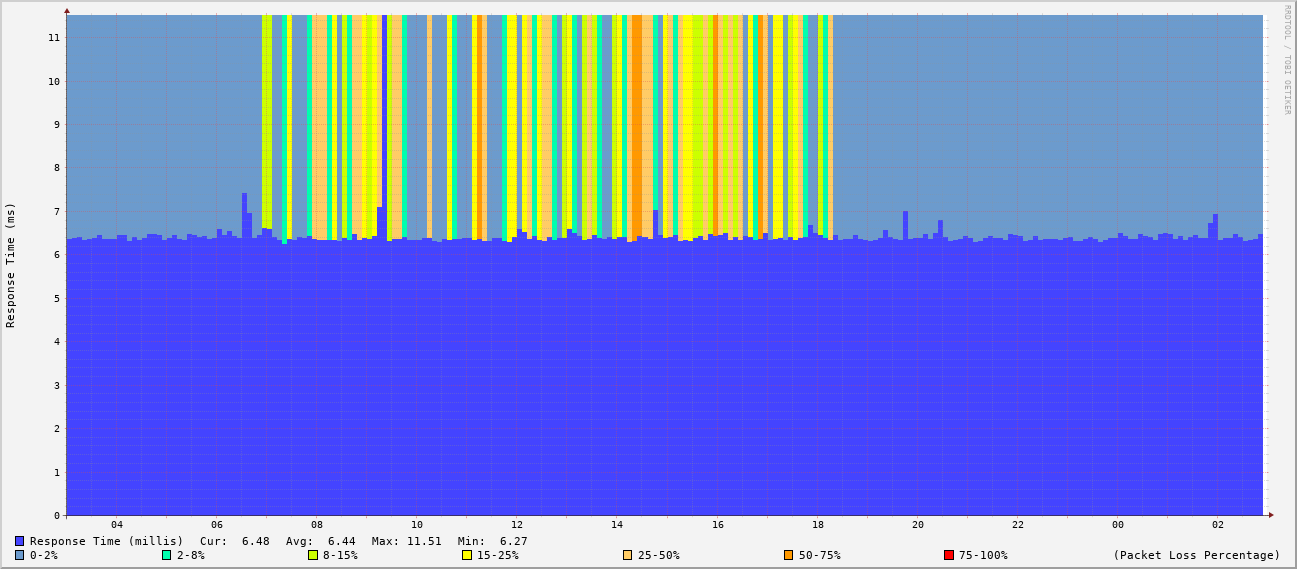 RRDTOOL / TOBI OETIKER
Response Time (ms)
11
10
9
8
7
6
5
4
3
2
1
0
04 06 08 10 12 14 16 18 20 22 00 02
Response Time (millis) Cur: 6.48 Avg: 6.44 Max: 11.51 Min: 6.27
0-2% 2-8% 8-15% 15-25% 25-50% 50-75% 75-100% (Packet Loss Percentage)